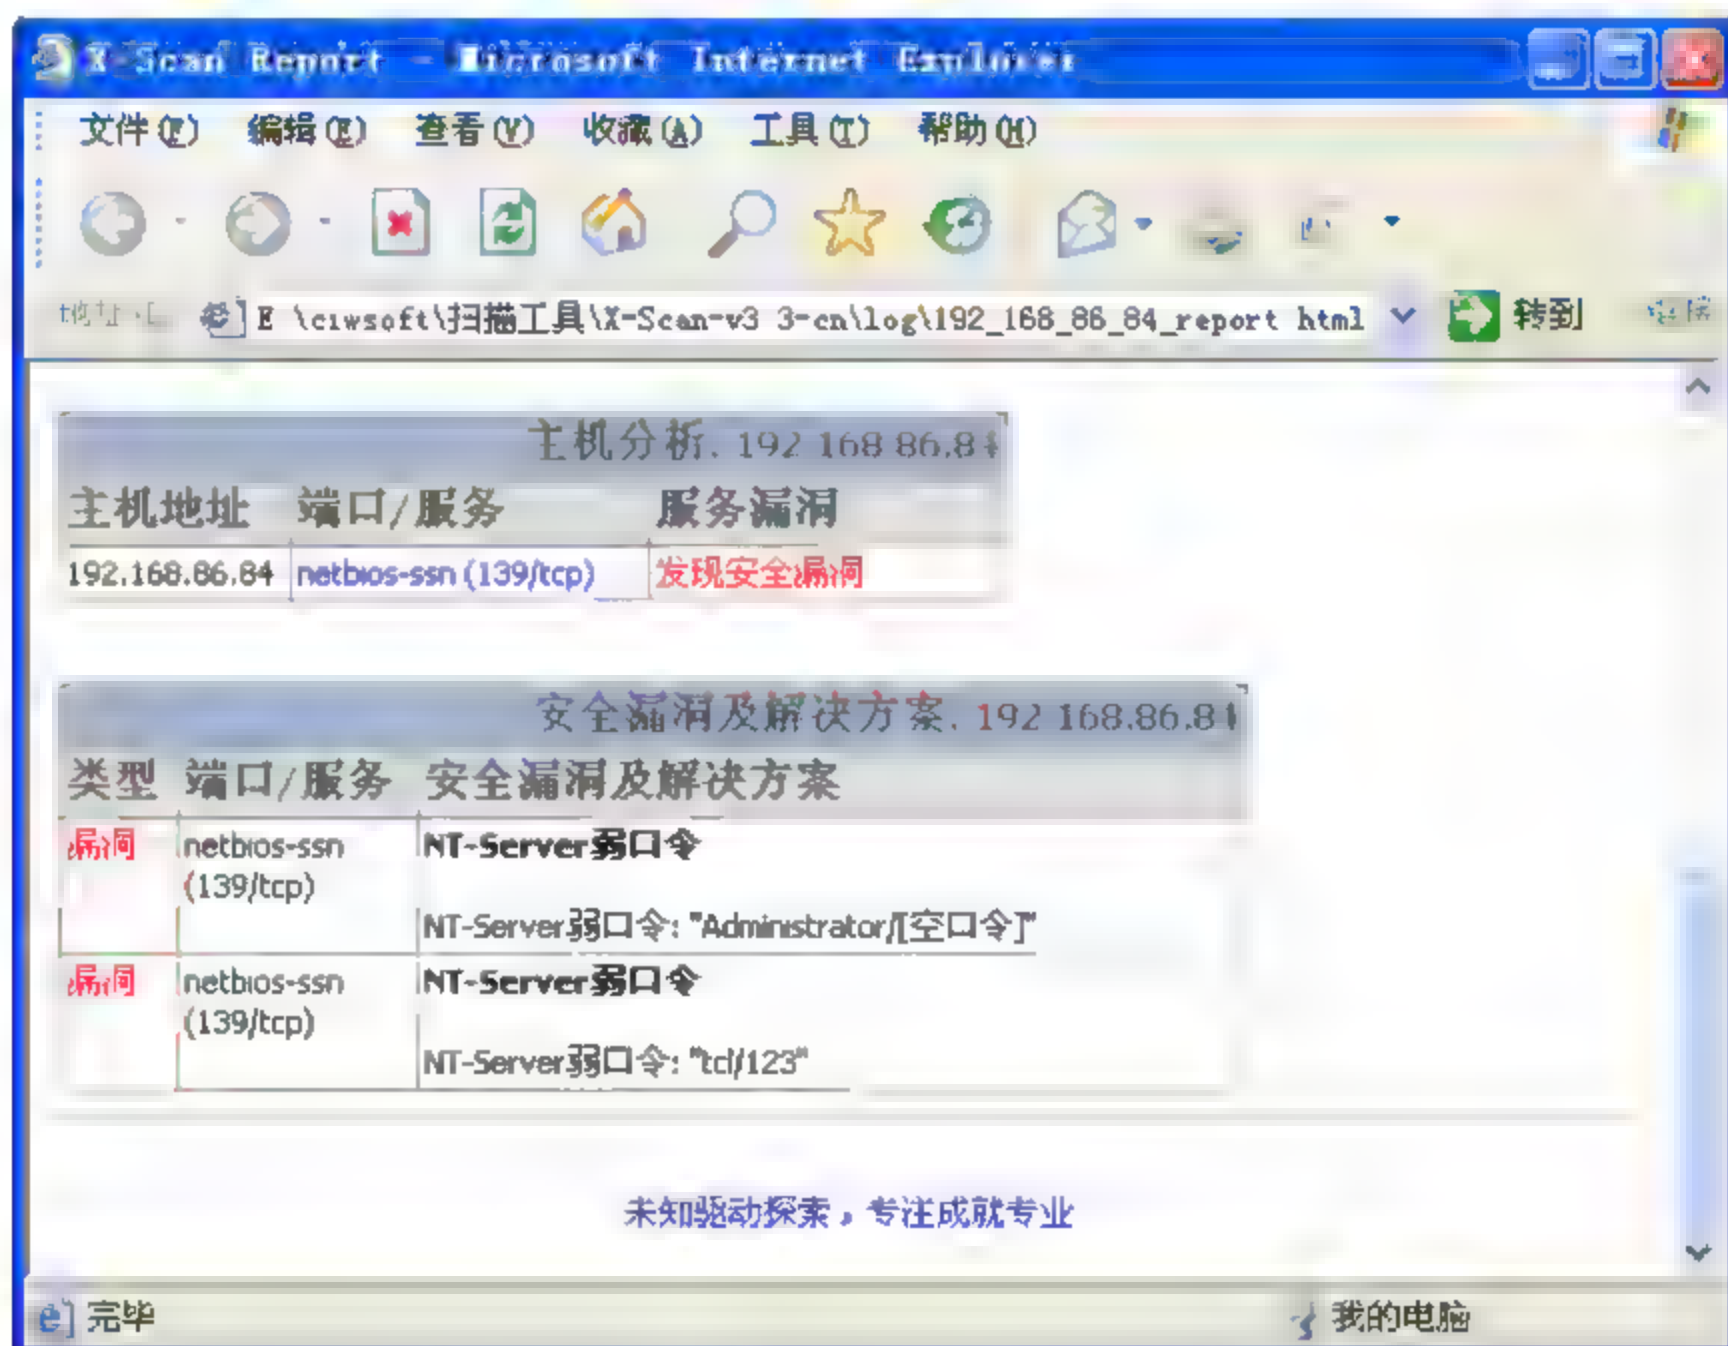 X-Scan Report - Microsoft Internet Explorer
文件(F) 编辑(E) 查看(V) 收藏(A) 工具(T) 帮助(H)
E \ciwsoft\扫描工具\X-Scan-v3 3-cn\log\192_168_86_84_report html 转到
主机分析. 192 168 86.84
主机地址 端口/服务 服务漏洞
192.168.86.84 netbios-ssn (139/tcp) 发现安全漏洞
安全漏洞及解决方案. 192 168.86.84
类型 端口/服务 安全漏洞及解决方案
漏洞 netbios-ssn NT-Server弱口令
(139/tcp)
NT-Server弱口令: "Administrator/[空口令]"
漏洞 netbios-ssn NT-Server弱口令
(139/tcp)
NT-Server弱口令: "tcl/123"
未知驱动探索，专注成就专业
完毕 我的电脑